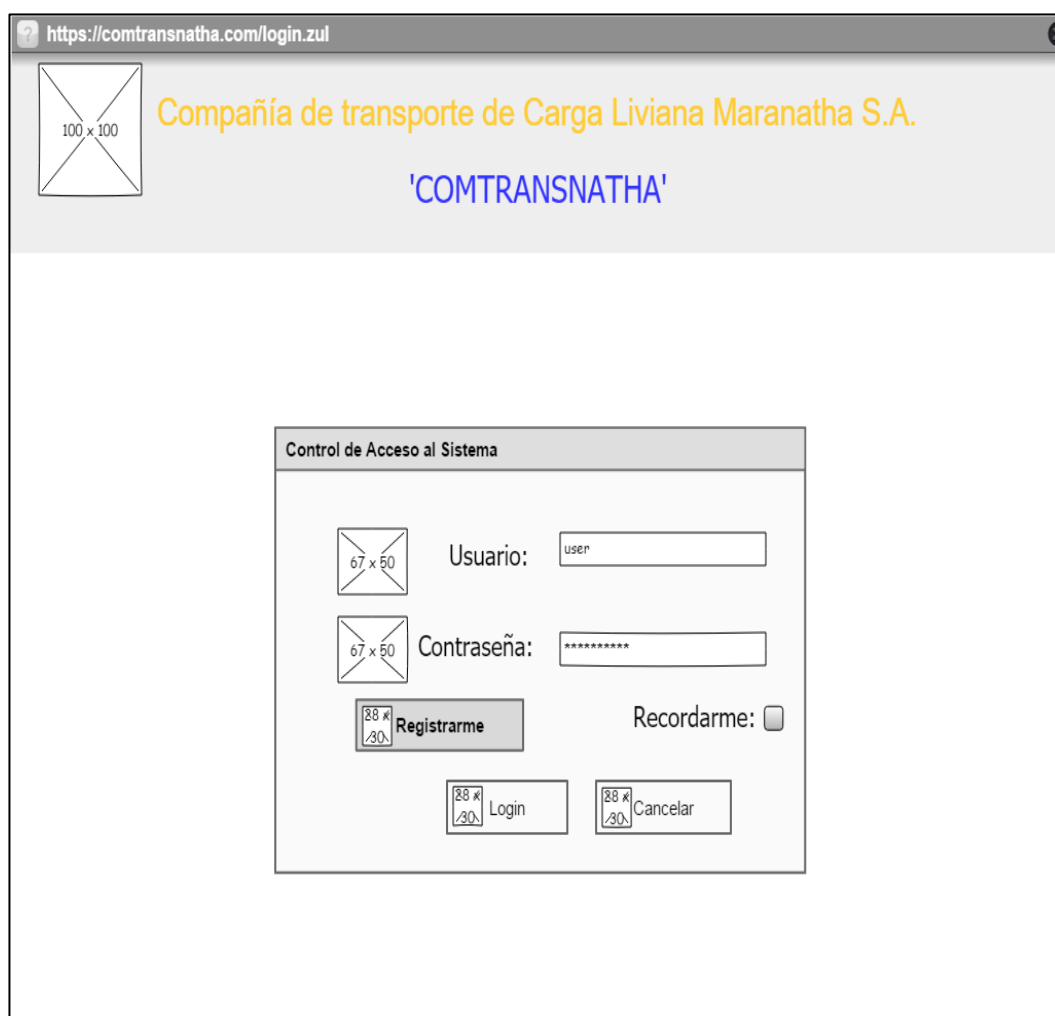 https://comtransnatha.com/login.zul
100 x 100
Compañía de transporte de Carga Liviana Maranatha S.A.
'COMTRANSNATHA'
Control de Acceso al Sistema
67 x 50
Usuario:
user
67 x 50
Contraseña:
**********
Registrarme
Recordarme:
Login
Cancelar